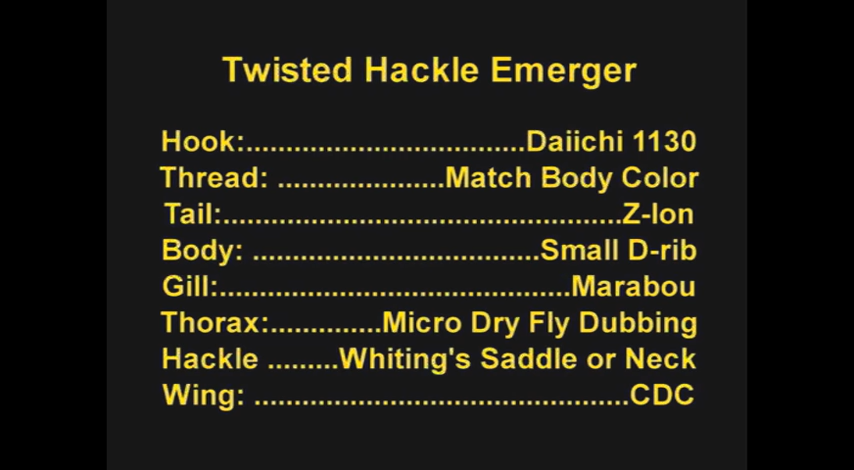 Twisted Hackle Emerger
Hook:...................................Daiichi 1130
Thread: .....................Match Body Color
Tail:..................................................Z-lon
Body: ....................................Small D-rib
Gill:............................................Marabou
Thorax:..............Micro Dry Fly Dubbing
Hackle .........Whiting's Saddle or Neck
Wing: ...............................................CDC